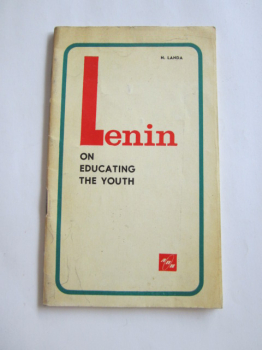 N. LANDA
Lenin
ON
EDUCATING
THE YOUTH